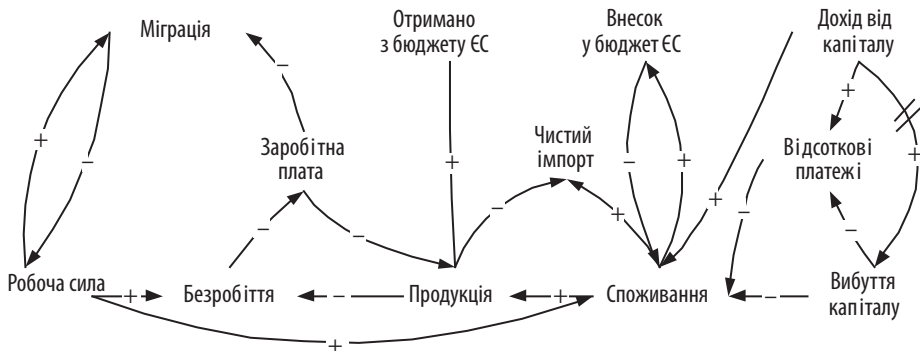 Міграція
Отримано
з бюджету ЄС
Внесок
у бюджет ЄС
Дохід від
капіталу
Заробітна
плата
Чистий
імпорт
Відсоткові
платежі
Робоча сила
Безробіття
Продукція
Споживання
Вибуття
капіталу
+
−
−
+
−
+
+
+
−
−
−
+
+
−
−
+
−
+
−
+
−
+